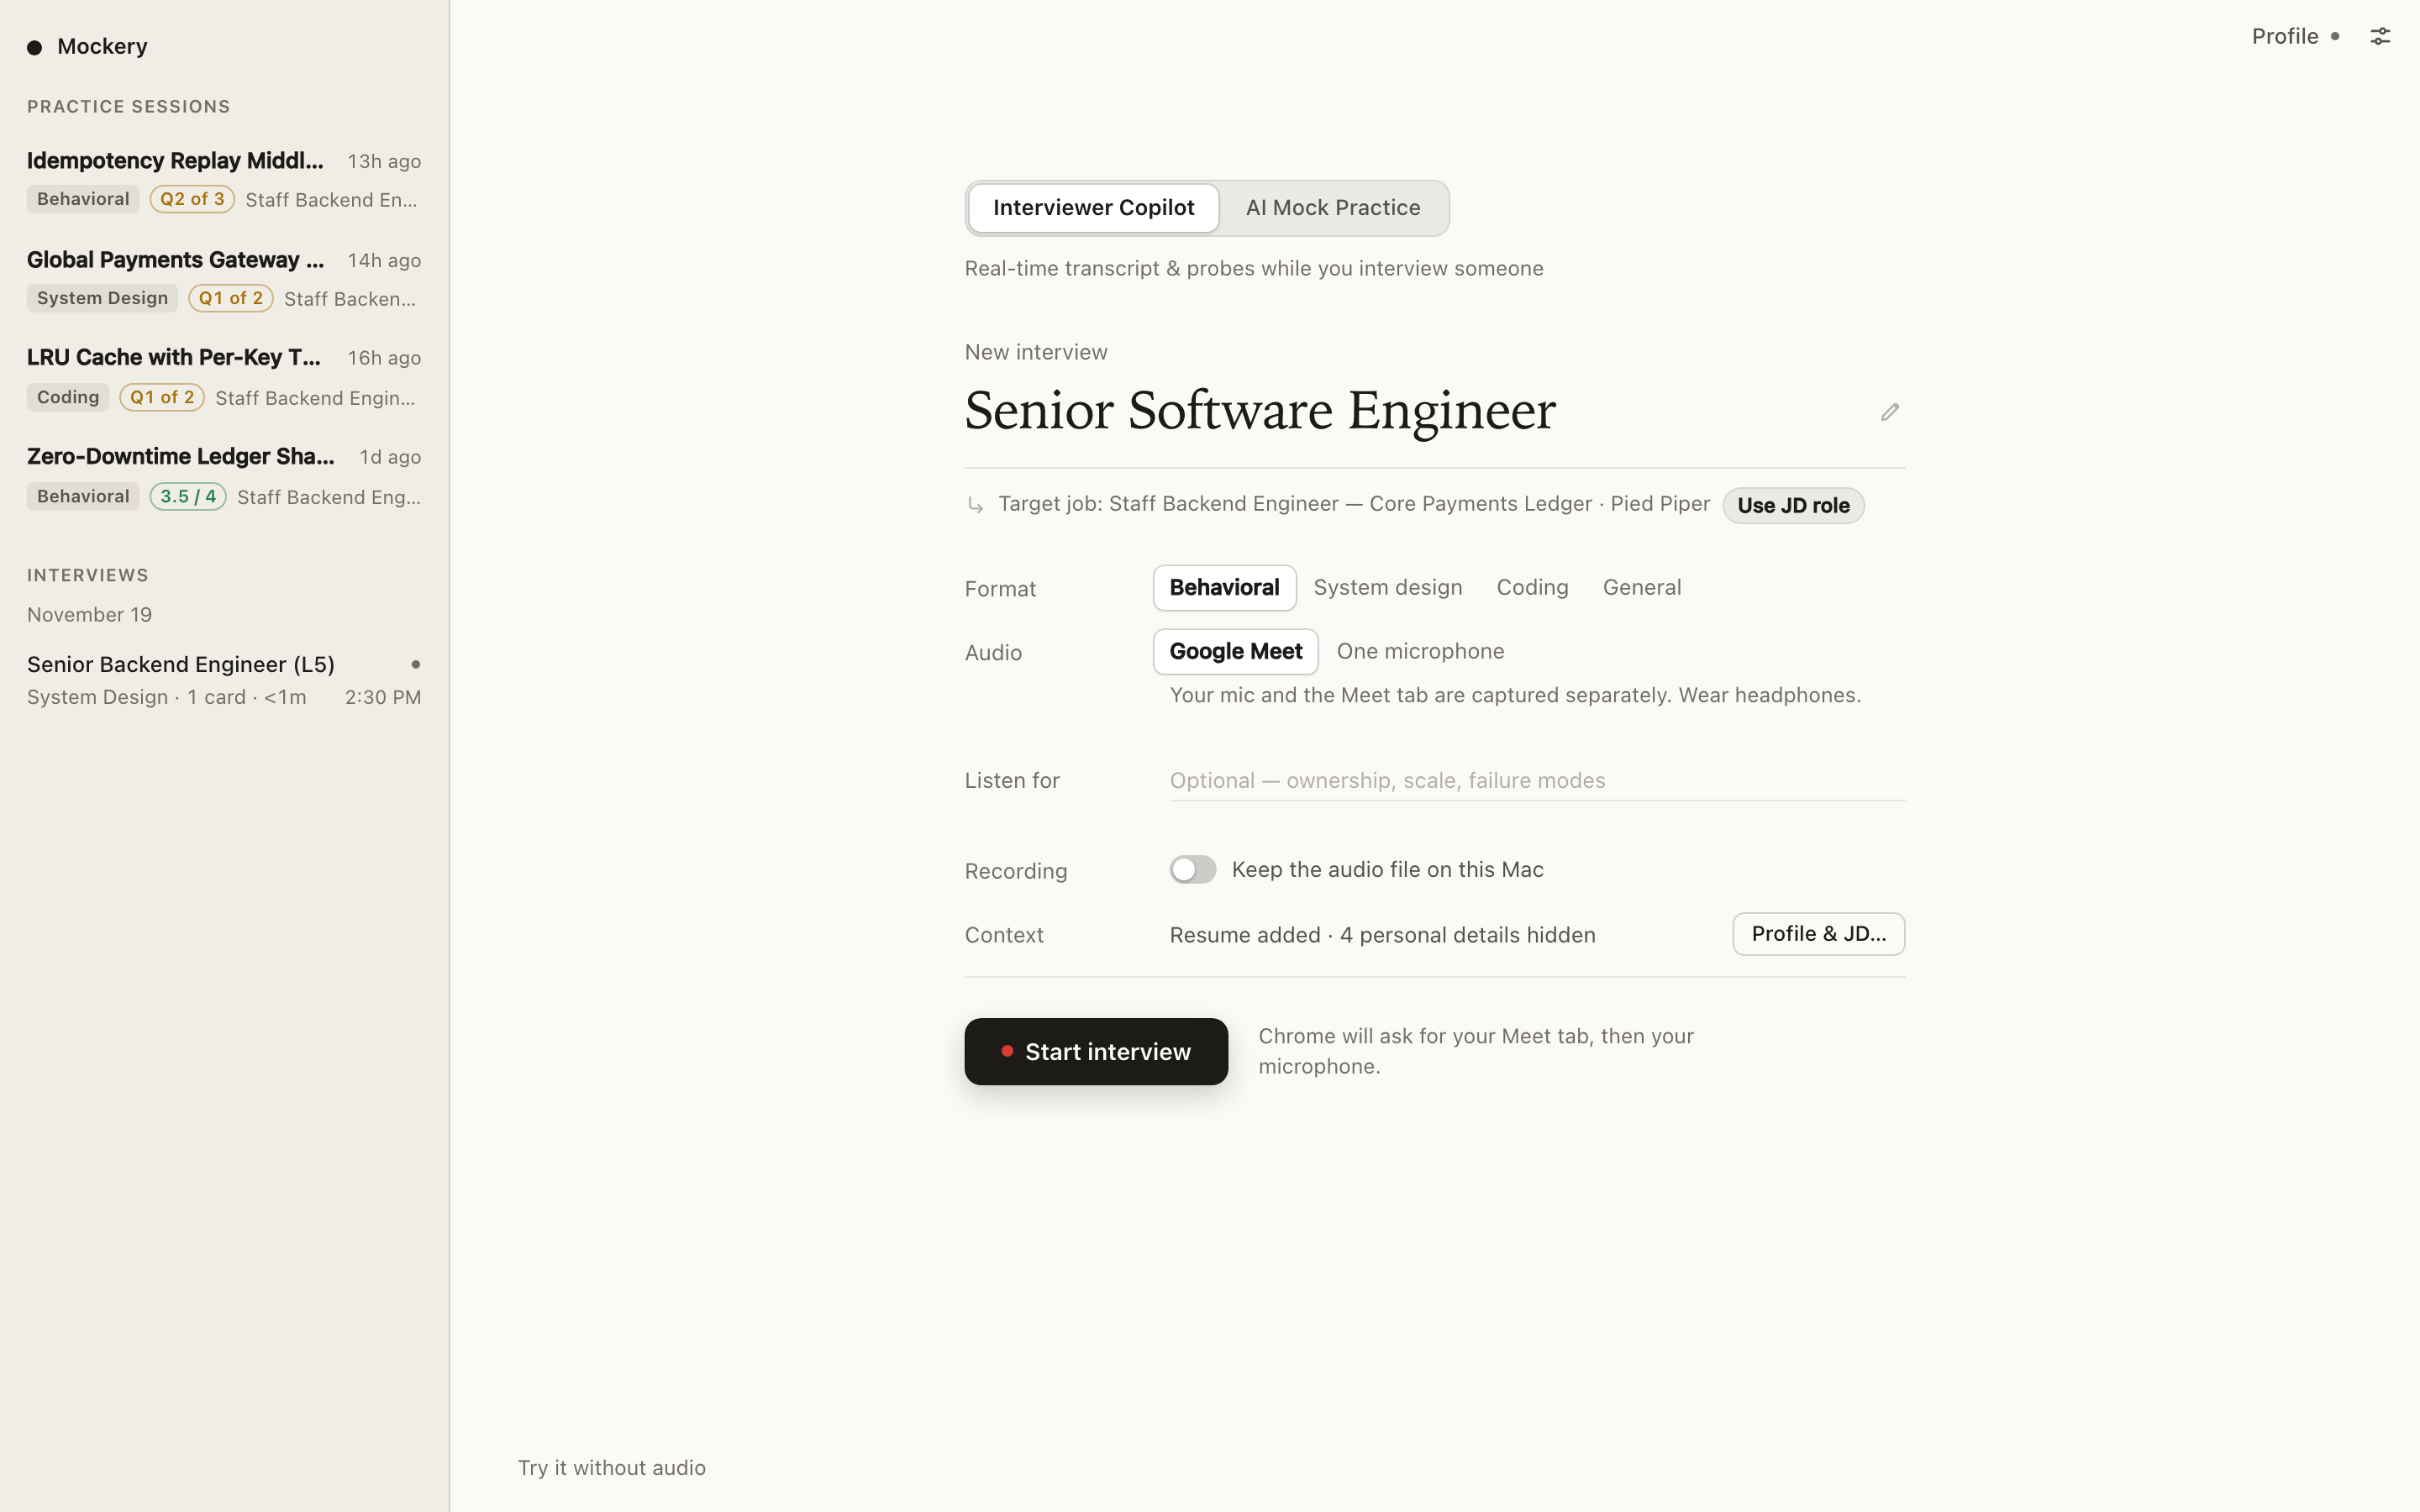 Mockery
PRACTICE SESSIONS
Idempotency Replay Middl... 13h ago
Behavioral Q2 of 3 Staff Backend En...
Global Payments Gateway ... 14h ago
System Design Q1 of 2 Staff Backen...
LRU Cache with Per-Key T... 16h ago
Coding Q1 of 2 Staff Backend Engin...
Zero-Downtime Ledger Sha... 1d ago
Behavioral 3.5 / 4 Staff Backend Eng...
INTERVIEWS
November 19
Senior Backend Engineer (L5)
System Design · 1 card · <1m 2:30 PM
Profile
Interviewer Copilot AI Mock Practice
Real-time transcript & probes while you interview someone
New interview
Senior Software Engineer
Target job: Staff Backend Engineer — Core Payments Ledger · Pied Piper Use JD role
Format Behavioral System design Coding General
Audio Google Meet One microphone
Your mic and the Meet tab are captured separately. Wear headphones.
Listen for Optional — ownership, scale, failure modes
Recording Keep the audio file on this Mac
Context Resume added · 4 personal details hidden Profile & JD...
Start interview
Chrome will ask for your Meet tab, then your
microphone.
Try it without audio